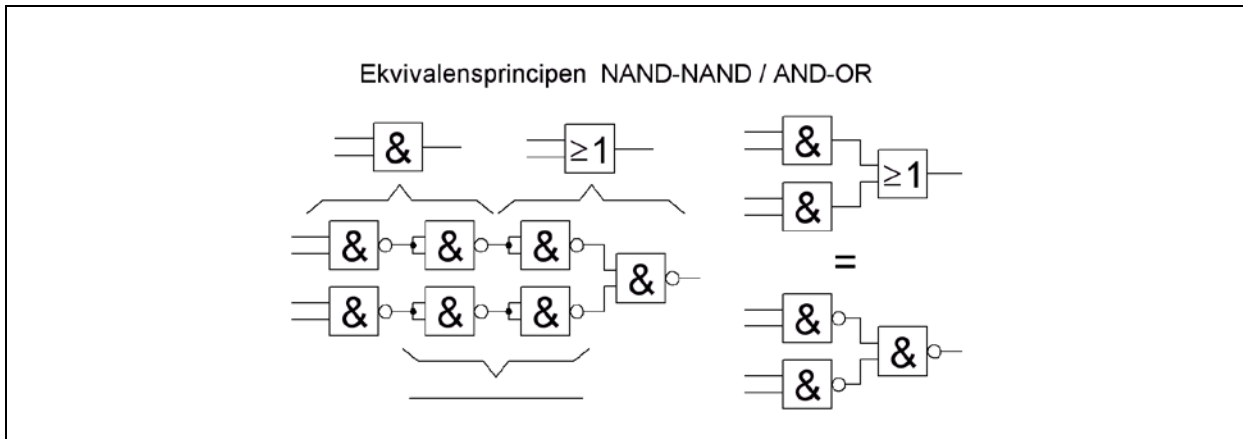 Ekvivalensprincipen NAND-NAND / AND-OR
& ≥1 &
≥1
&
& & & &
=
& & & &
&
&